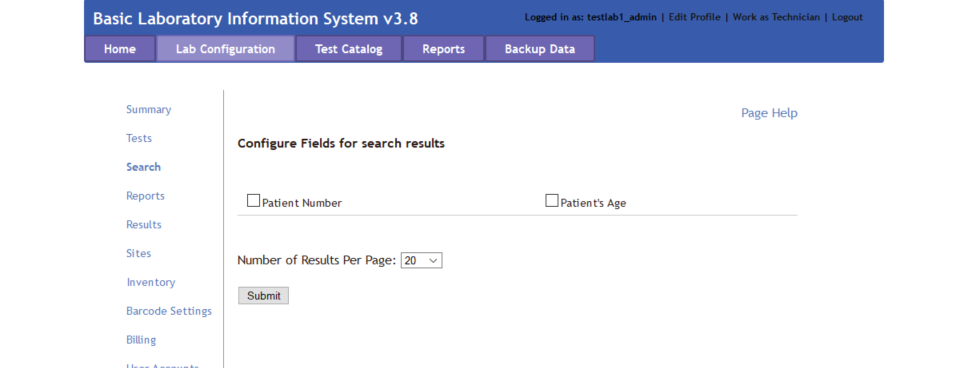 Basic Laboratory Information System v3.8
Logged in as: testlab1_admin | Edit Profile | Work as Technician | Logout
Home Lab Configuration Test Catalog Reports Backup Data
Page Help
Summary
Tests
Search
Reports
Results
Sites
Inventory
Barcode Settings
Billing
User Accounts
Configure Fields for search results
Patient Number Patient's Age
Number of Results Per Page: 20
Submit